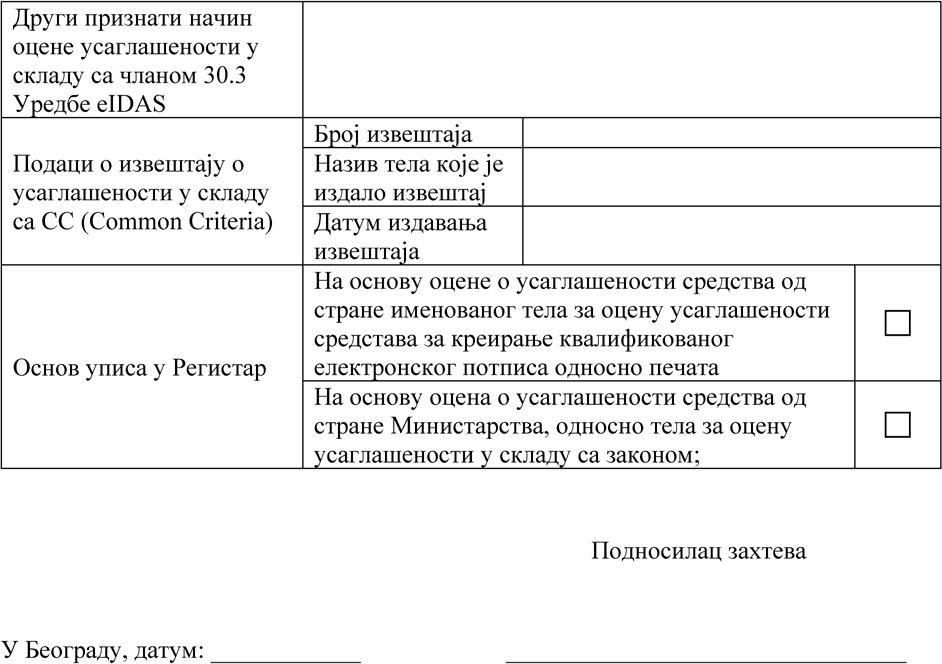 Други признати начин
оцене усаглашености у
складу са чланом 30.3
Уредбе eIDAS
Подаци о извештају о
усаглашености у складу
са CC (Common Criteria)
Број извештаја
Назив тела које је
издало извештај
Датум издавања
извештаја
Основ уписа у Регистар
На основу оцене о усаглашености средства од
стране именованог тела за оцену усаглашености
средстава за креирање квалификованог
електронског потписа односно печата
На основу оцена о усаглашености средства од
стране Министарства, односно тела за оцену
усаглашености у складу са законом;
Подносилац захтева
У Београду, датум: ____________ ________________________________